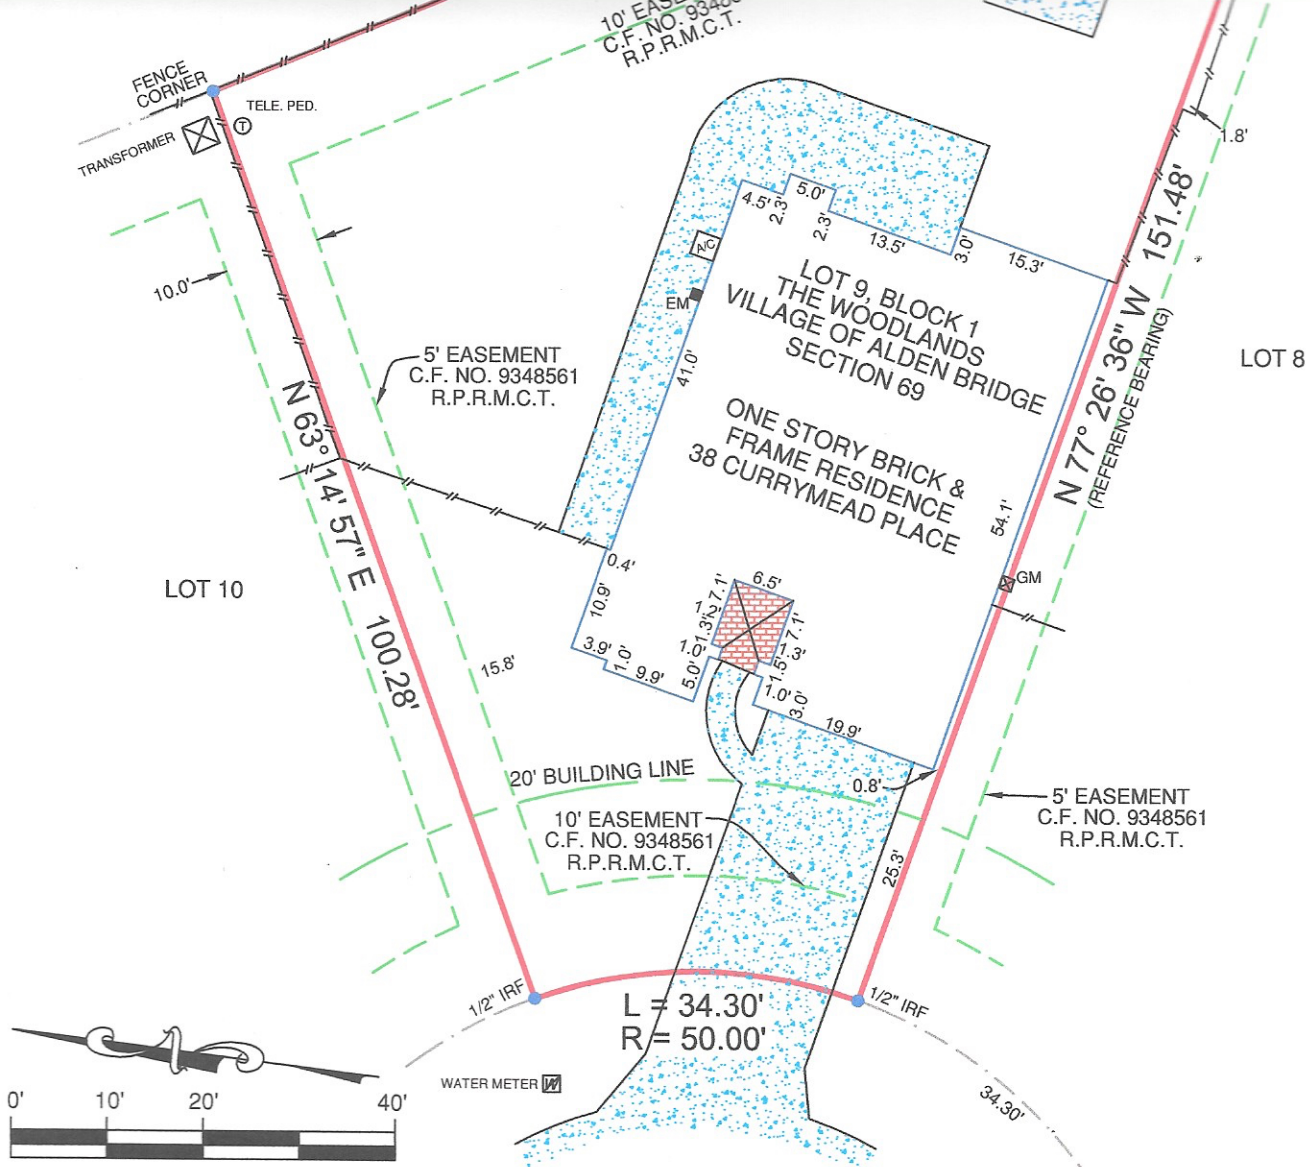 10' EASE
C.F. NO. 9348
R.P.R.M.C.T.
FENCE
CORNER
TELE. PED.
T
TRANSFORMER
1.8'
10.0'
4.5'
2.3'
5.0'
2.3'
13.5'
3.0'
15.3'
A/C
EM
41.0'
LOT 9, BLOCK 1
THE WOODLANDS
VILLAGE OF ALDEN BRIDGE
SECTION 69
ONE STORY BRICK &
FRAME RESIDENCE
38 CURRYMEAD PLACE
N 77° 26' 36" W 151.48'
(REFERENCE BEARING)
LOT 8
5' EASEMENT
C.F. NO. 9348561
R.P.R.M.C.T.
N 63° 14' 57" E 100.28'
LOT 10
54.1'
GM
0.4'
10.9'
3.9'
1.0'
9.9'
5.0'
1.0'
1.3'
1.2'
7.1'
6.5'
7.1'
1.3'
1.5'
1.0'
3.0'
19.9'
15.8'
20' BUILDING LINE
0.8'
10' EASEMENT
C.F. NO. 9348561
R.P.R.M.C.T.
5' EASEMENT
C.F. NO. 9348561
R.P.R.M.C.T.
25.3'
1/2" IRF
L = 34.30'
R = 50.00'
1/2" IRF
WATER METER W
34.30'
0' 10' 20' 40'